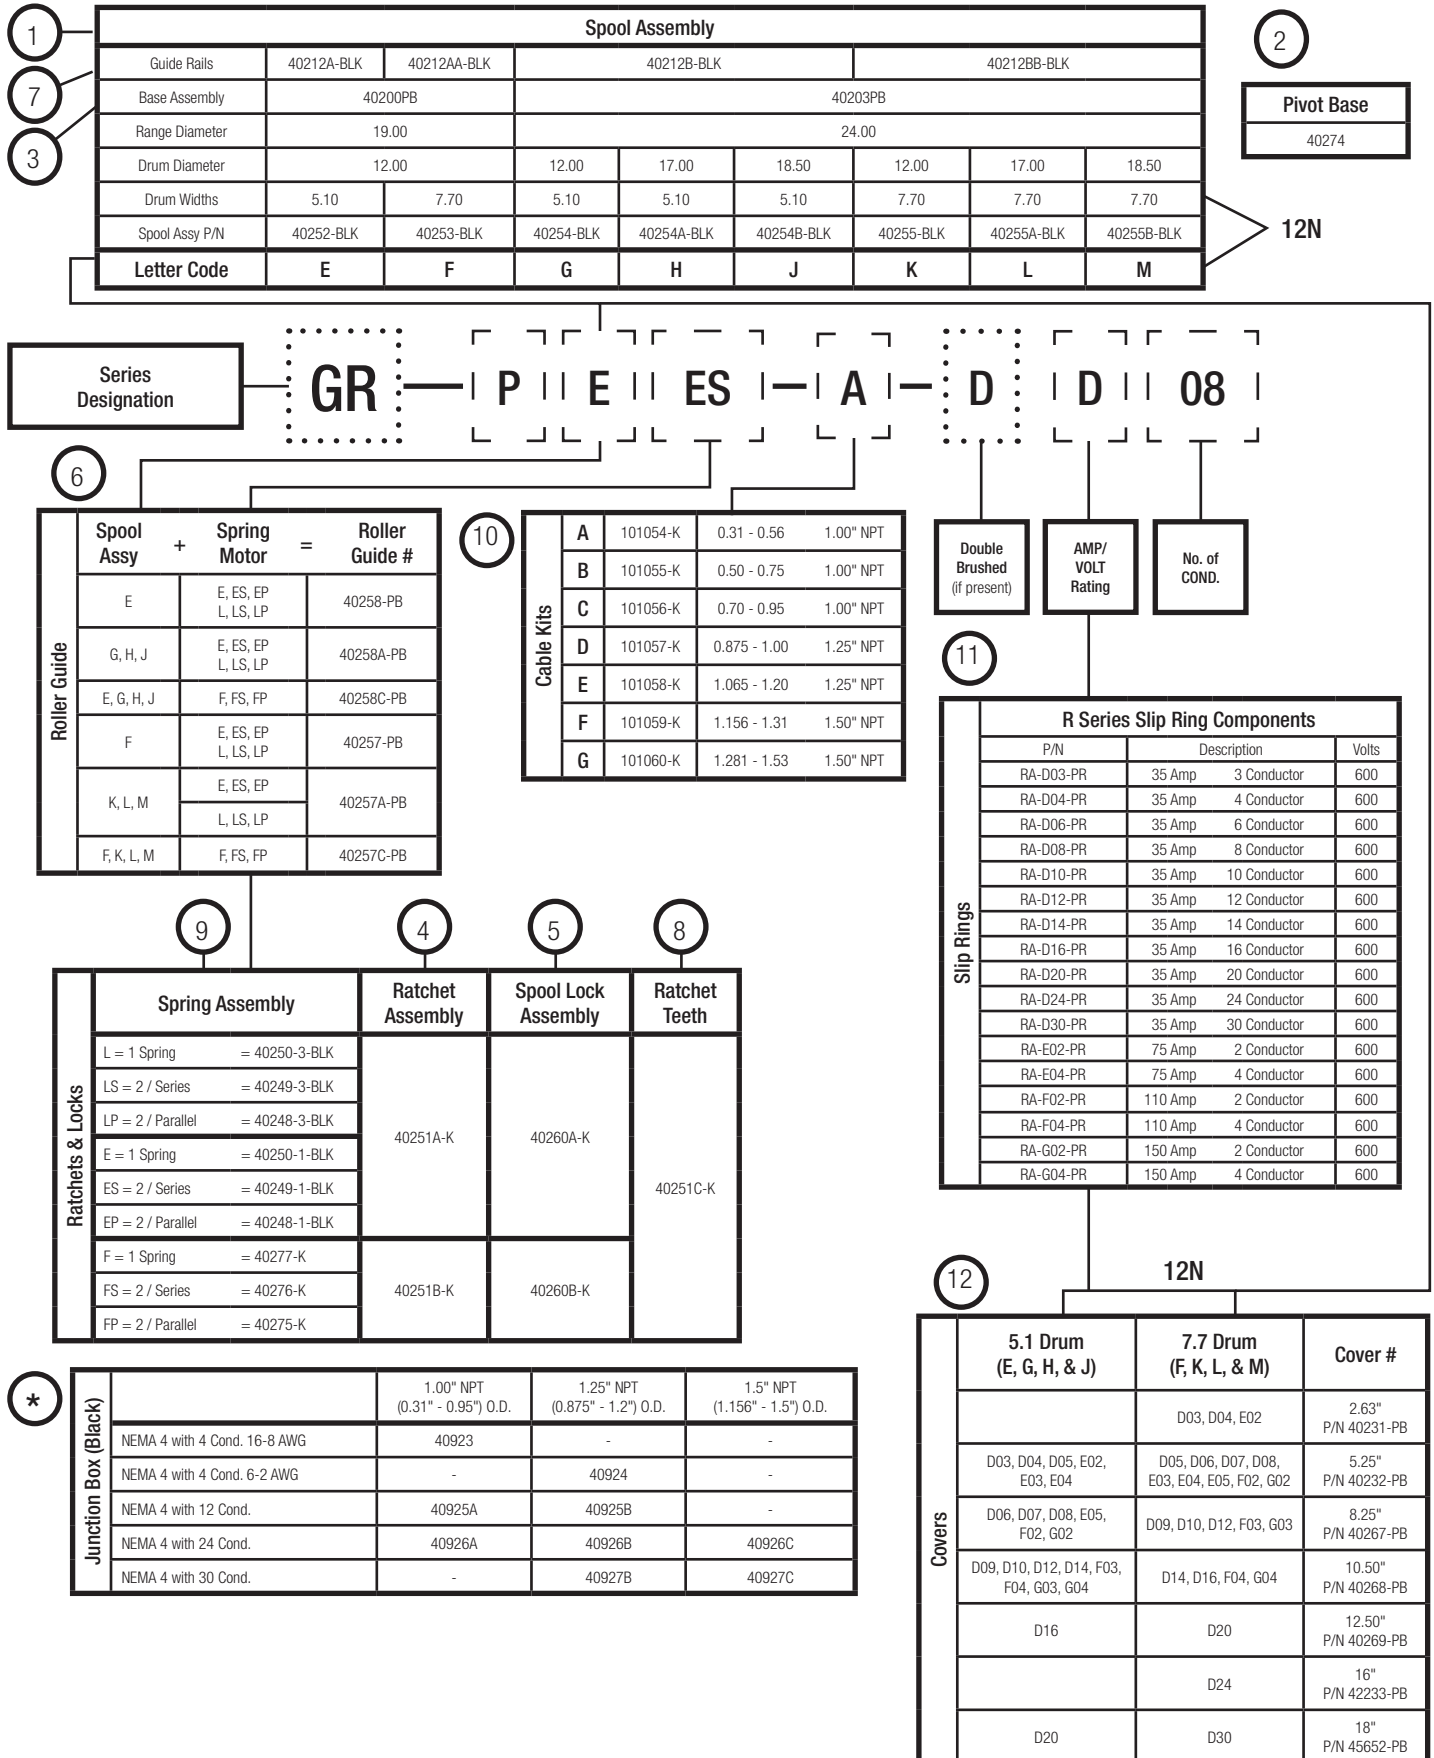 1
Spool Assembly
2
Guide Rails 40212A-BLK 40212AA-BLK 40212B-BLK 40212BB-BLK
7
Base Assembly 40200PB 40203PB
Pivot Base
40274
Range Diameter 19.00 24.00
3
Drum Diameter 12.00 12.00 17.00 18.50 12.00 17.00 18.50
Drum Widths 5.10 7.70 5.10 5.10 5.10 7.70 7.70 7.70
Spool Assy P/N 40252-BLK 40253-BLK 40254-BLK 40254A-BLK 40254B-BLK 40255-BLK 40255A-BLK 40255B-BLK
12N
Letter Code E F G H J K L M
Series
Designation
GR — P E ES — A — D D 08
6
Spool Assy + Spring Motor = Roller Guide #
Roller Guide
E E, ES, EP L, LS, LP 40258-PB
G, H, J E, ES, EP L, LS, LP 40258A-PB
E, G, H, J F, FS, FP 40258C-PB
F E, ES, EP L, LS, LP 40257-PB
K, L, M E, ES, EP L, LS, LP 40257A-PB
F, K, L, M F, FS, FP 40257C-PB
10
Cable Kits
A 101054-K 0.31 - 0.56 1.00" NPT
B 101055-K 0.50 - 0.75 1.00" NPT
C 101056-K 0.70 - 0.95 1.00" NPT
D 101057-K 0.875 - 1.00 1.25" NPT
E 101058-K 1.065 - 1.20 1.25" NPT
F 101059-K 1.156 - 1.31 1.50" NPT
G 101060-K 1.281 - 1.53 1.50" NPT
Double
Brushed
(if present)
AMP/
VOLT
Rating
No. of
COND.
11
R Series Slip Ring Components
Slip Rings
P/N Description Volts
RA-D03-PR 35 Amp 3 Conductor 600
RA-D04-PR 35 Amp 4 Conductor 600
RA-D06-PR 35 Amp 6 Conductor 600
RA-D08-PR 35 Amp 8 Conductor 600
RA-D10-PR 35 Amp 10 Conductor 600
RA-D12-PR 35 Amp 12 Conductor 600
RA-D14-PR 35 Amp 14 Conductor 600
RA-D16-PR 35 Amp 16 Conductor 600
RA-D20-PR 35 Amp 20 Conductor 600
RA-D24-PR 35 Amp 24 Conductor 600
RA-D30-PR 35 Amp 30 Conductor 600
RA-E02-PR 75 Amp 2 Conductor 600
RA-E04-PR 75 Amp 4 Conductor 600
RA-F02-PR 110 Amp 2 Conductor 600
RA-F04-PR 110 Amp 4 Conductor 600
RA-G02-PR 150 Amp 2 Conductor 600
RA-G04-PR 150 Amp 4 Conductor 600
9 4 5 8
Ratchets & Locks
Spring Assembly Ratchet Assembly Spool Lock Assembly Ratchet Teeth
L = 1 Spring = 40250-3-BLK
LS = 2 / Series = 40249-3-BLK
LP = 2 / Parallel = 40248-3-BLK
40251A-K 40260A-K
E = 1 Spring = 40250-1-BLK
ES = 2 / Series = 40249-1-BLK
40251C-K
EP = 2 / Parallel = 40248-1-BLK
F = 1 Spring = 40277-K
FS = 2 / Series = 40276-K 40251B-K 40260B-K
FP = 2 / Parallel = 40275-K
*
Junction Box (Black)
1.00" NPT 1.25" NPT 1.5" NPT
(0.31" - 0.95") O.D. (0.875" - 1.2") O.D. (1.156" - 1.5") O.D.
NEMA 4 with 4 Cond. 16-8 AWG 40923 - -
NEMA 4 with 4 Cond. 6-2 AWG - 40924 -
NEMA 4 with 12 Cond. 40925A 40925B -
NEMA 4 with 24 Cond. 40926A 40926B 40926C
NEMA 4 with 30 Cond. - 40927B 40927C
12
12N
Covers
5.1 Drum 7.7 Drum Cover #
(E, G, H, & J) (F, K, L, & M)
D03, D04, E02 2.63" P/N 40231-PB
D03, D04, D05, E02, E03, E04 D05, D06, D07, D08, E03, E04, E05, F02, G02 5.25" P/N 40232-PB
D06, D07, D08, E05, F02, G02 D09, D10, D12, F03, G03 8.25" P/N 40267-PB
D09, D10, D12, D14, F03, F04, G03, G04 D14, D16, F04, G04 10.50" P/N 40268-PB
D16 D20 12.50" P/N 40269-PB
D24 16" P/N 42233-PB
D20 D30 18" P/N 45652-PB